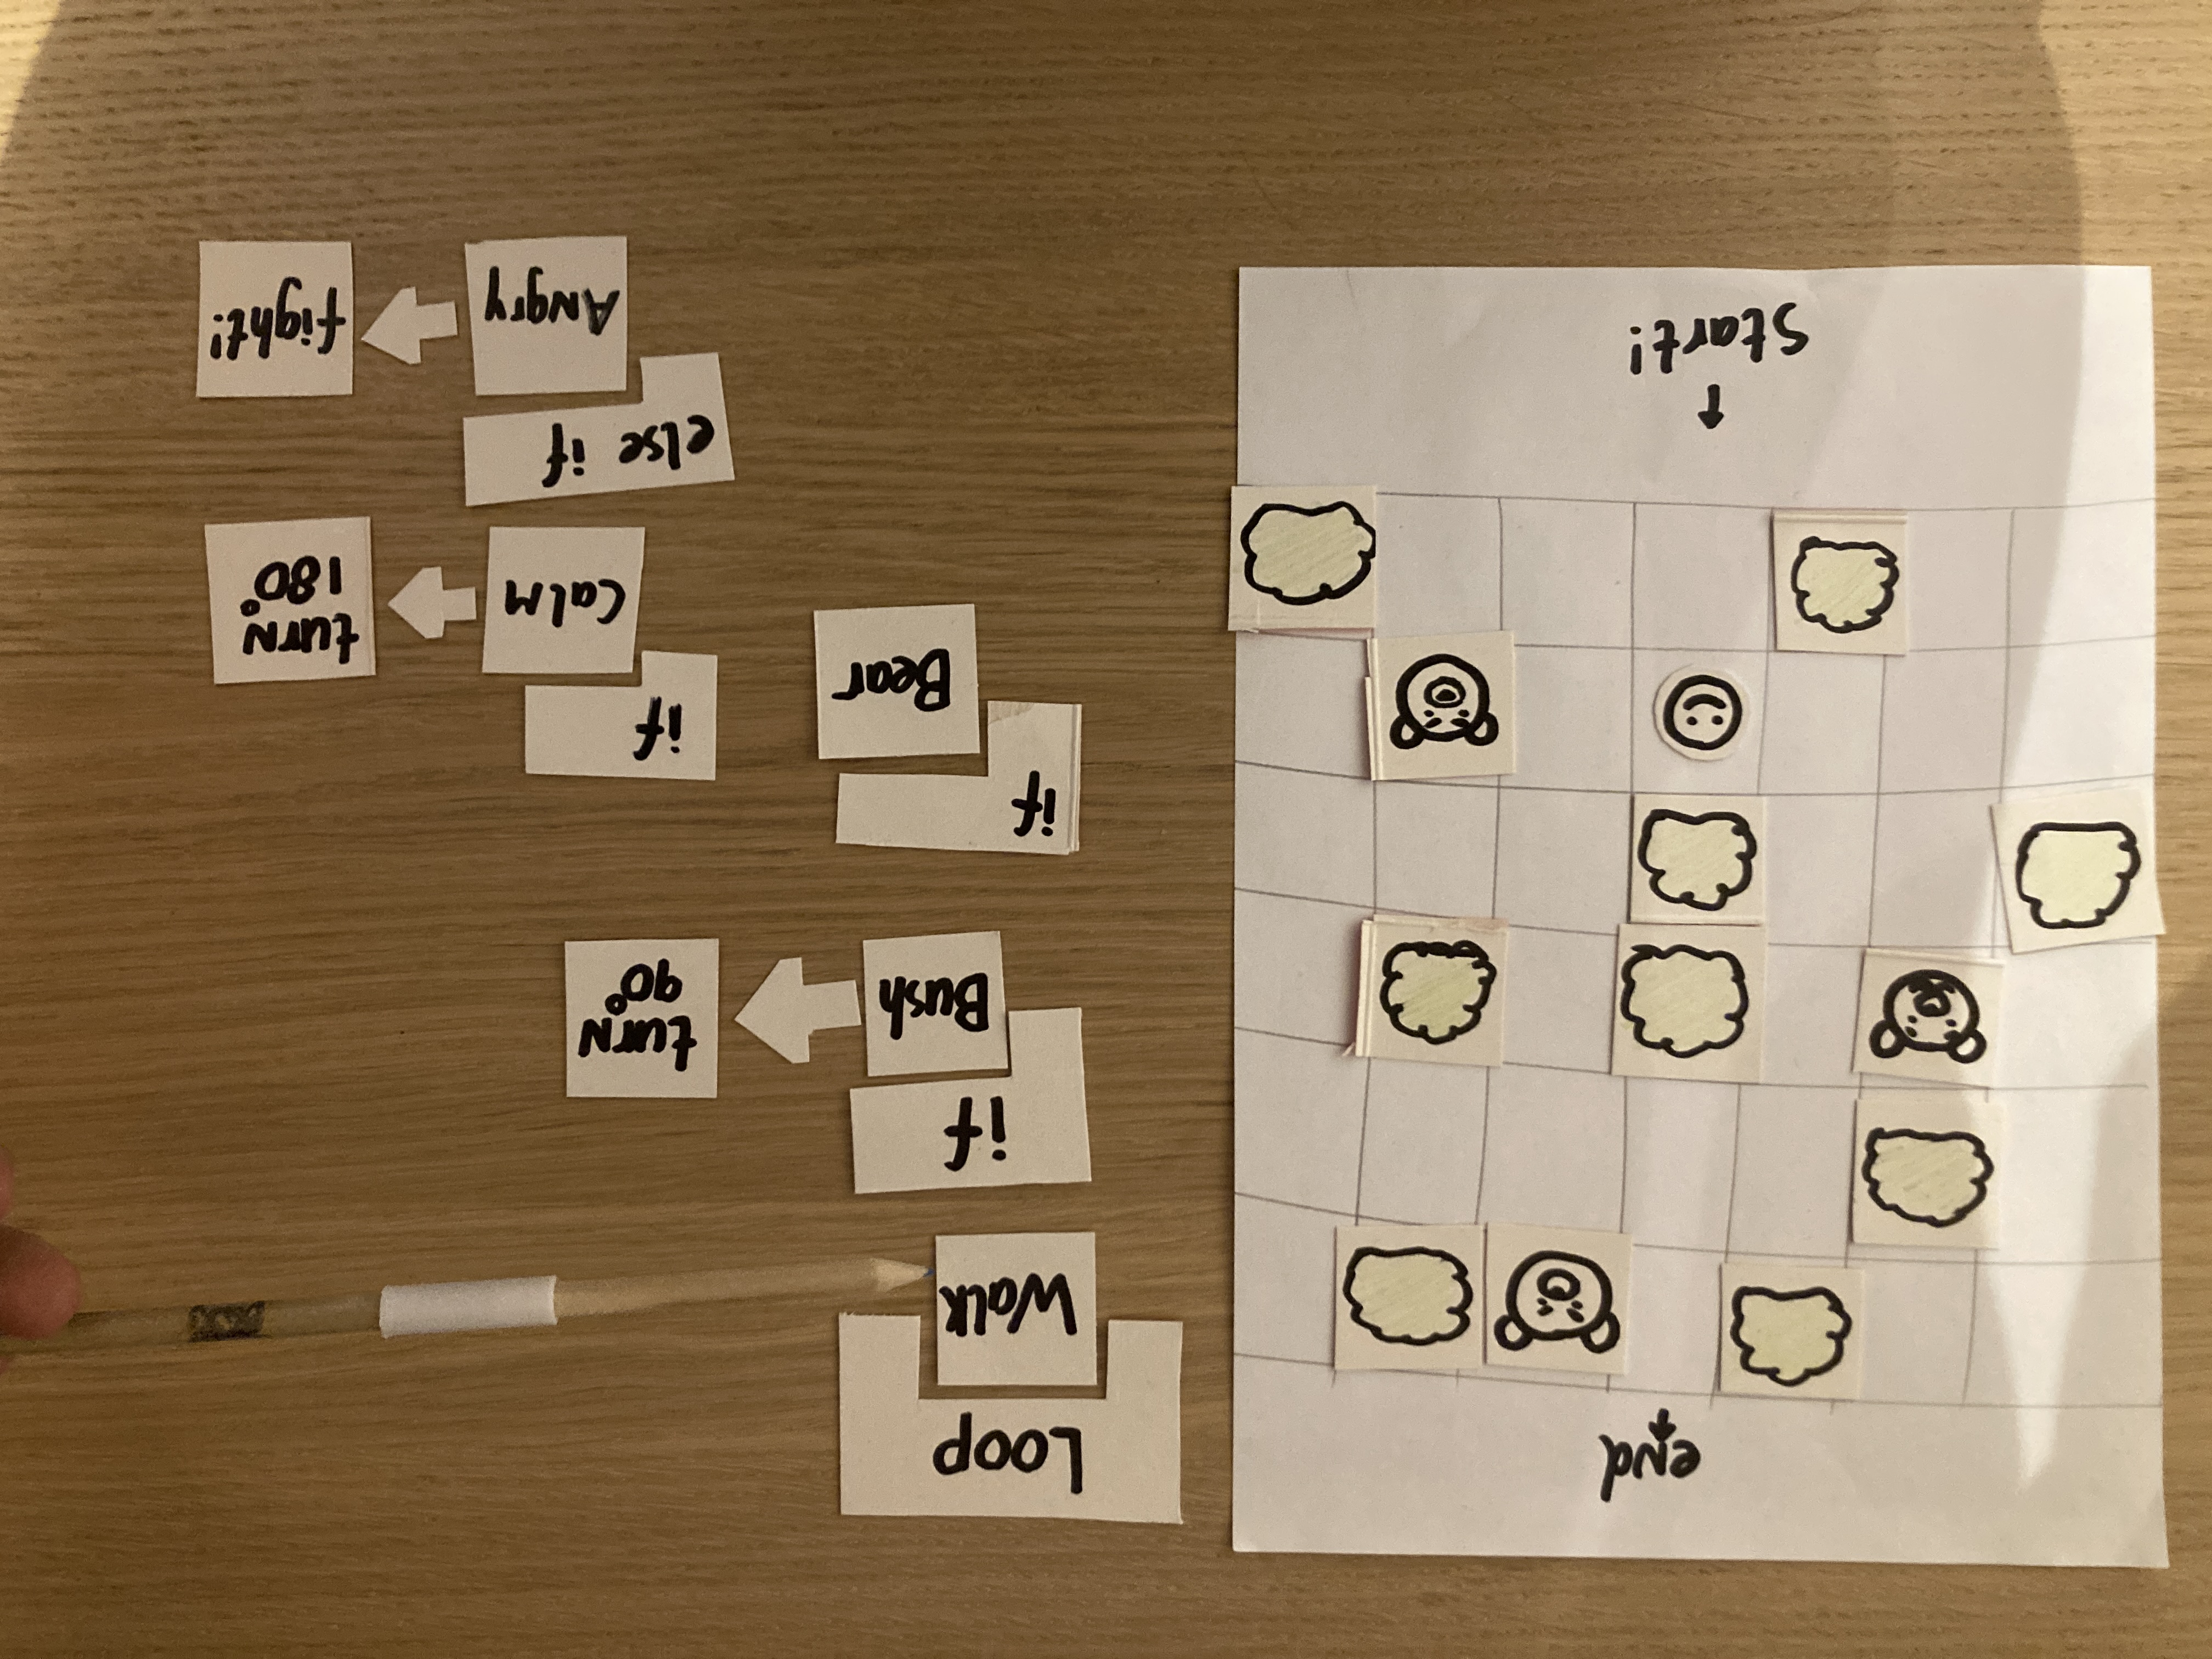 end
Start!
Loop
Walk
if
Bush
turn
90°
if
Bear
if
Calm
turn
180°
else if
Angry
fight!